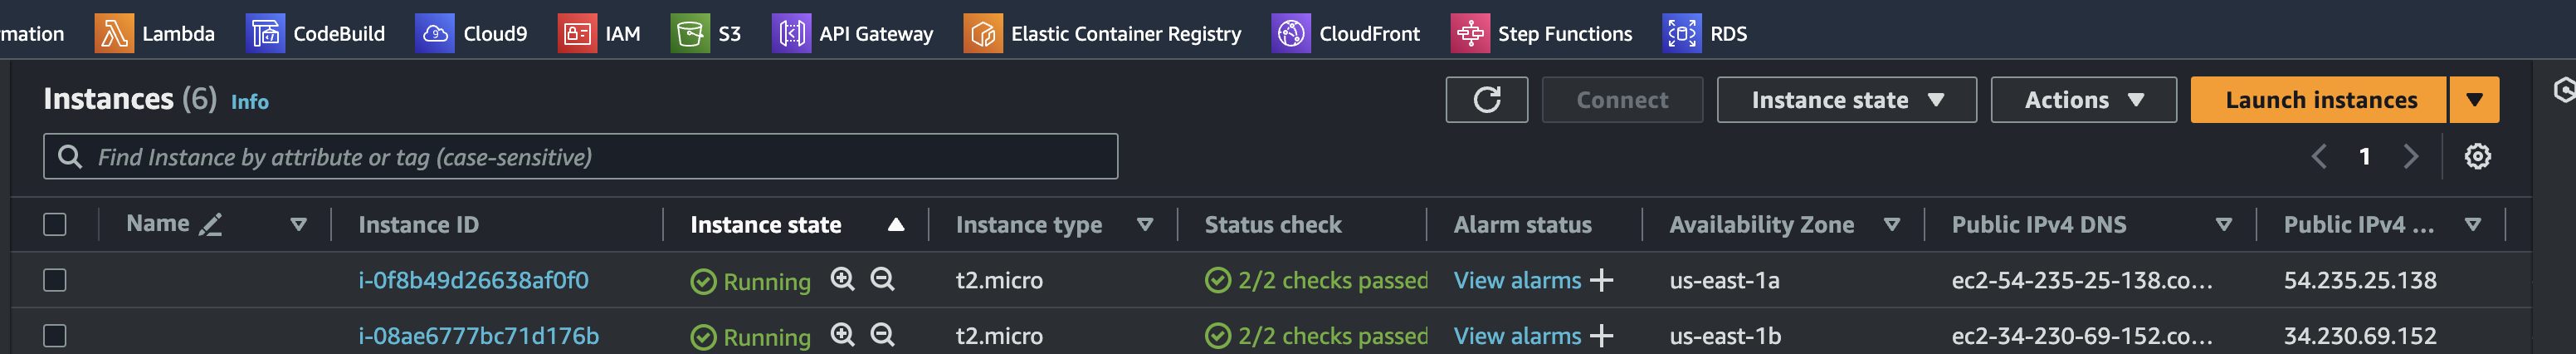 rmation Lambda CodeBuild Cloud9 IAM S3 API Gateway Elastic Container Registry CloudFront Step Functions RDS
Instances (6) Info Connect Instance state Actions Launch instances
Find Instance by attribute or tag (case-sensitive) 1
Name Instance ID Instance state Instance type Status check Alarm status Availability Zone Public IPv4 DNS Public IPv4 ...
i-0f8b49d26638af0f0 Running t2.micro 2/2 checks passed View alarms us-east-1a ec2-54-235-25-138.co... 54.235.25.138
i-08ae6777bc71d176b Running t2.micro 2/2 checks passed View alarms us-east-1b ec2-34-230-69-152.co... 34.230.69.152